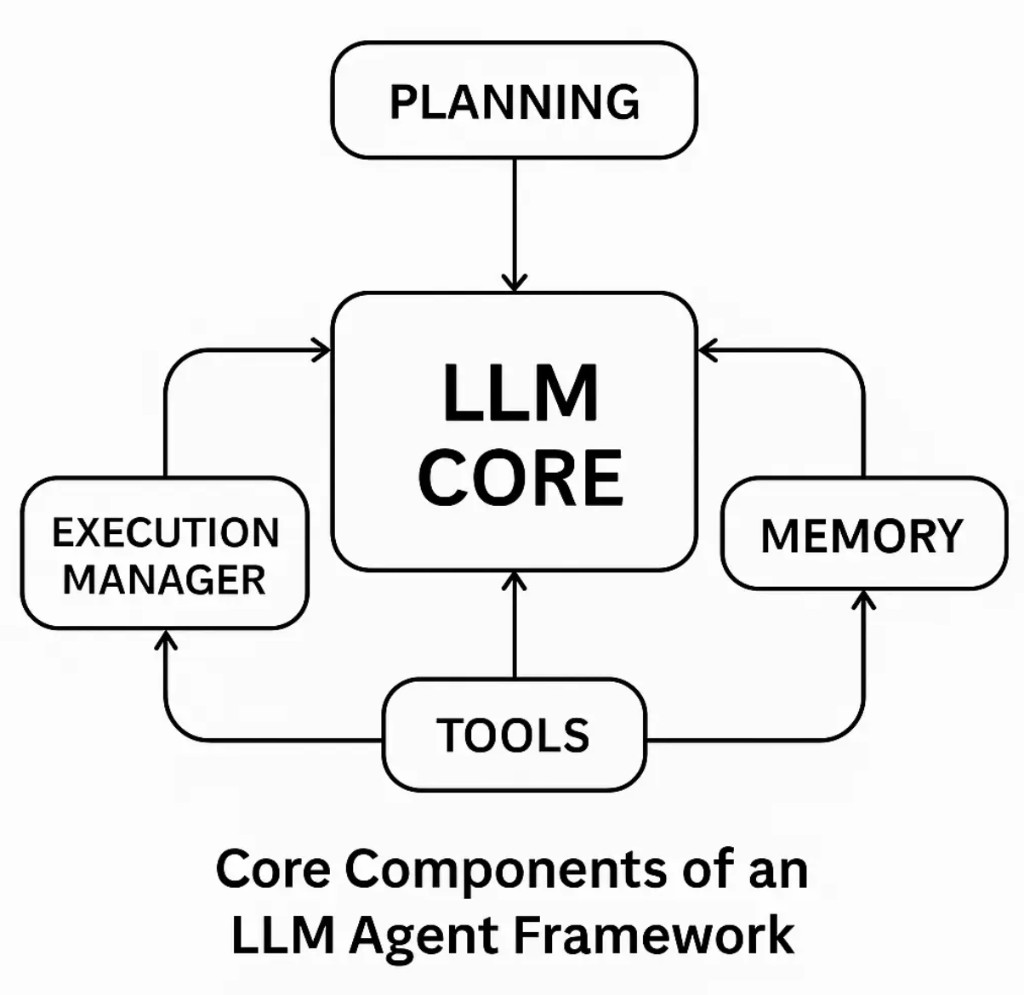 PLANNING
LLM
CORE
EXECUTION
MANAGER
MEMORY
TOOLS
Core Components of an
LLM Agent Framework